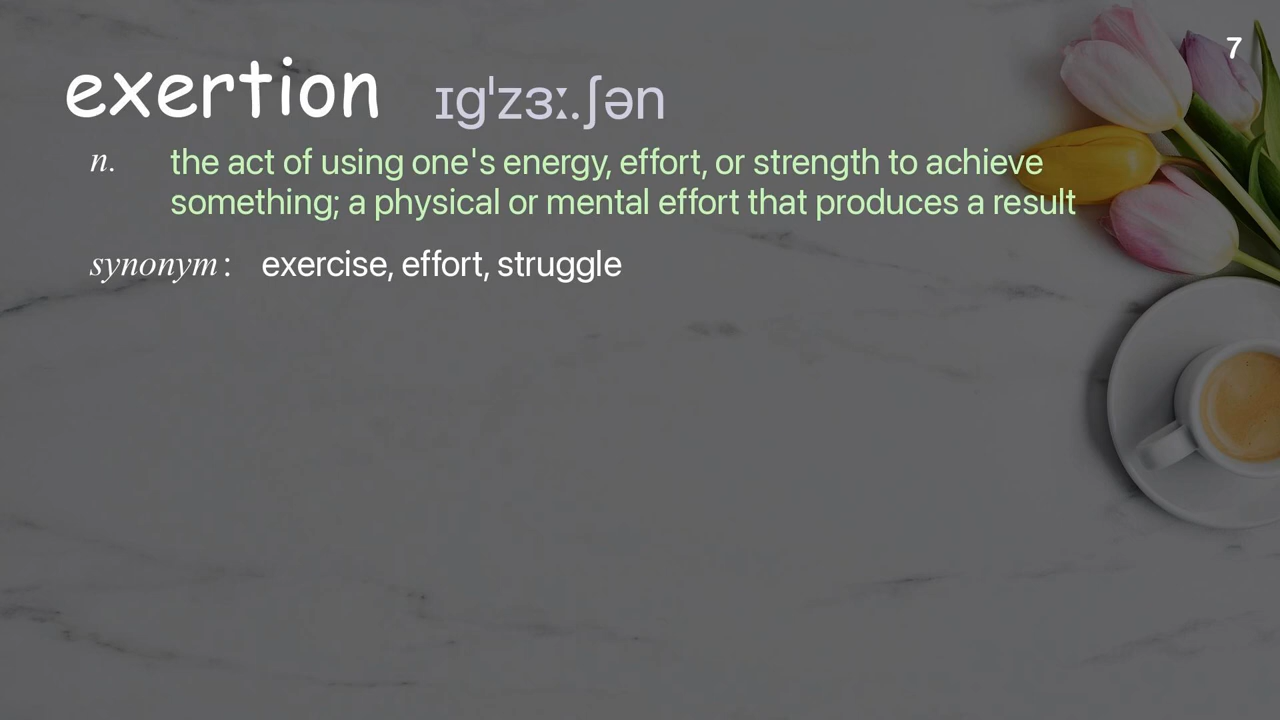 7
exertion ɪɡˈzɜː.ʃən
n. the act of using one's energy, effort, or strength to achieve
something; a physical or mental effort that produces a result
synonym : exercise, effort, struggle